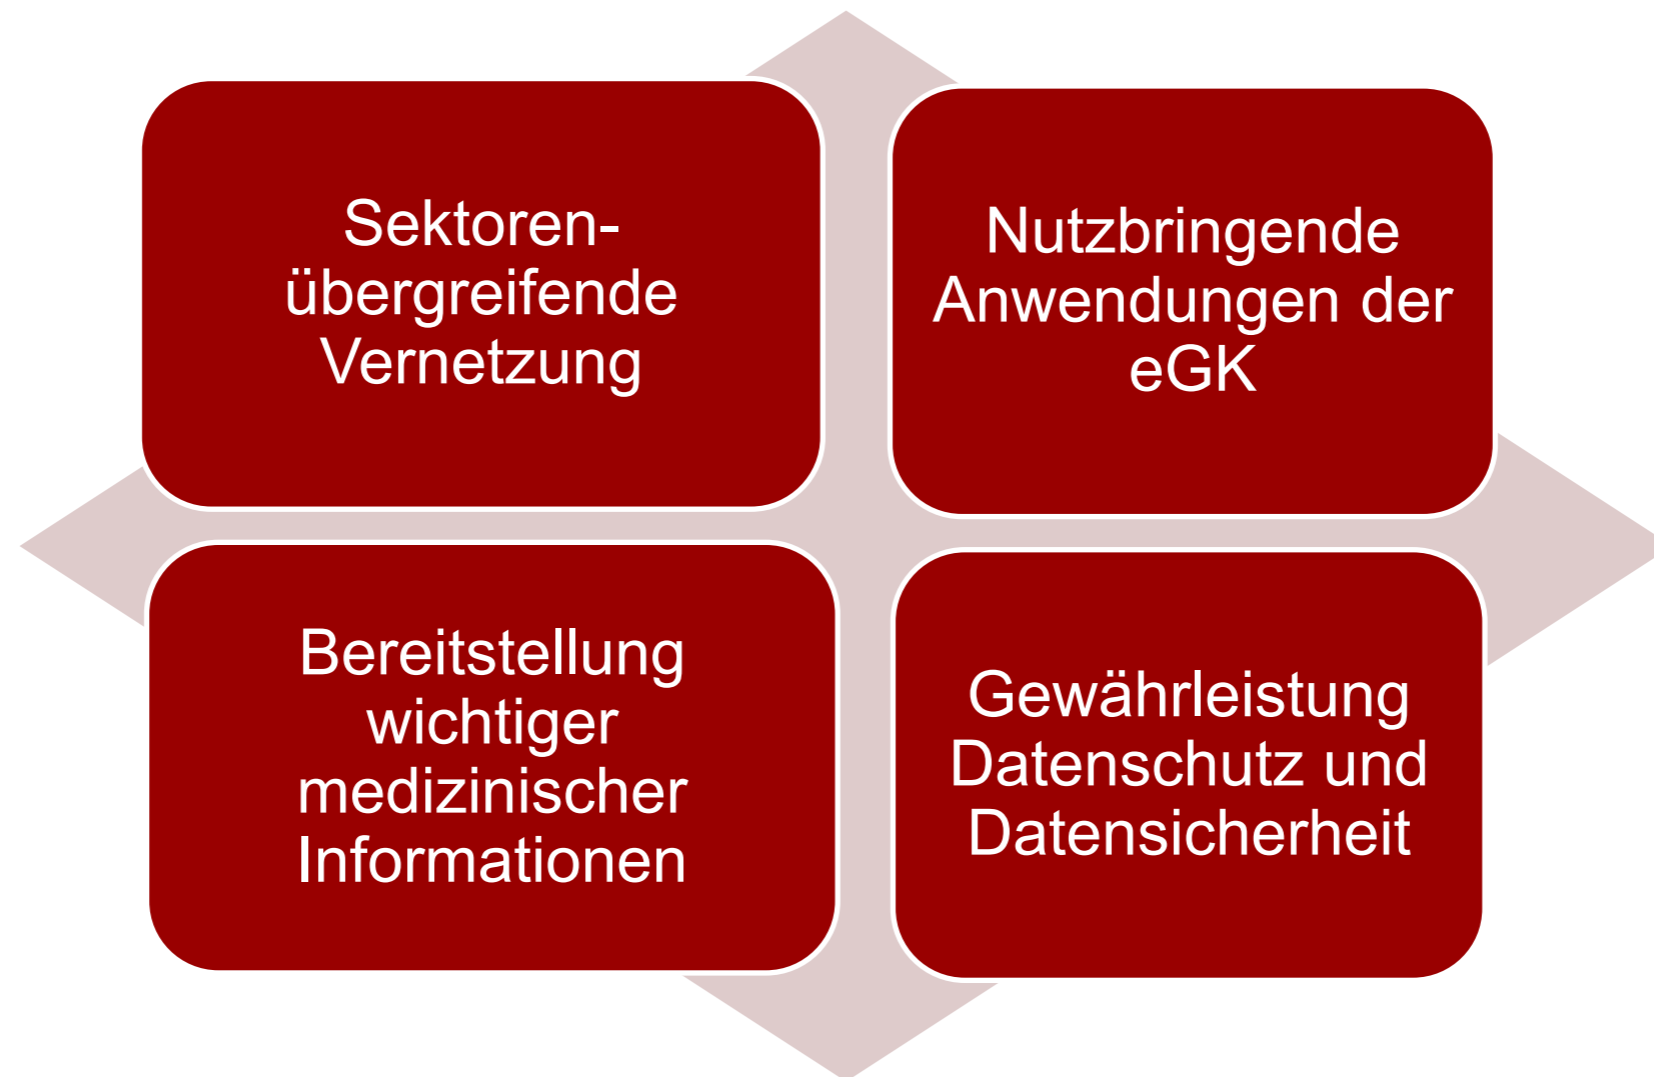 Sektoren-
übergreifende
Vernetzung
Nutzbringende
Anwendungen der
eGK
Bereitstellung
wichtiger
medizinischer
Informationen
Gewährleistung
Datenschutz und
Datensicherheit